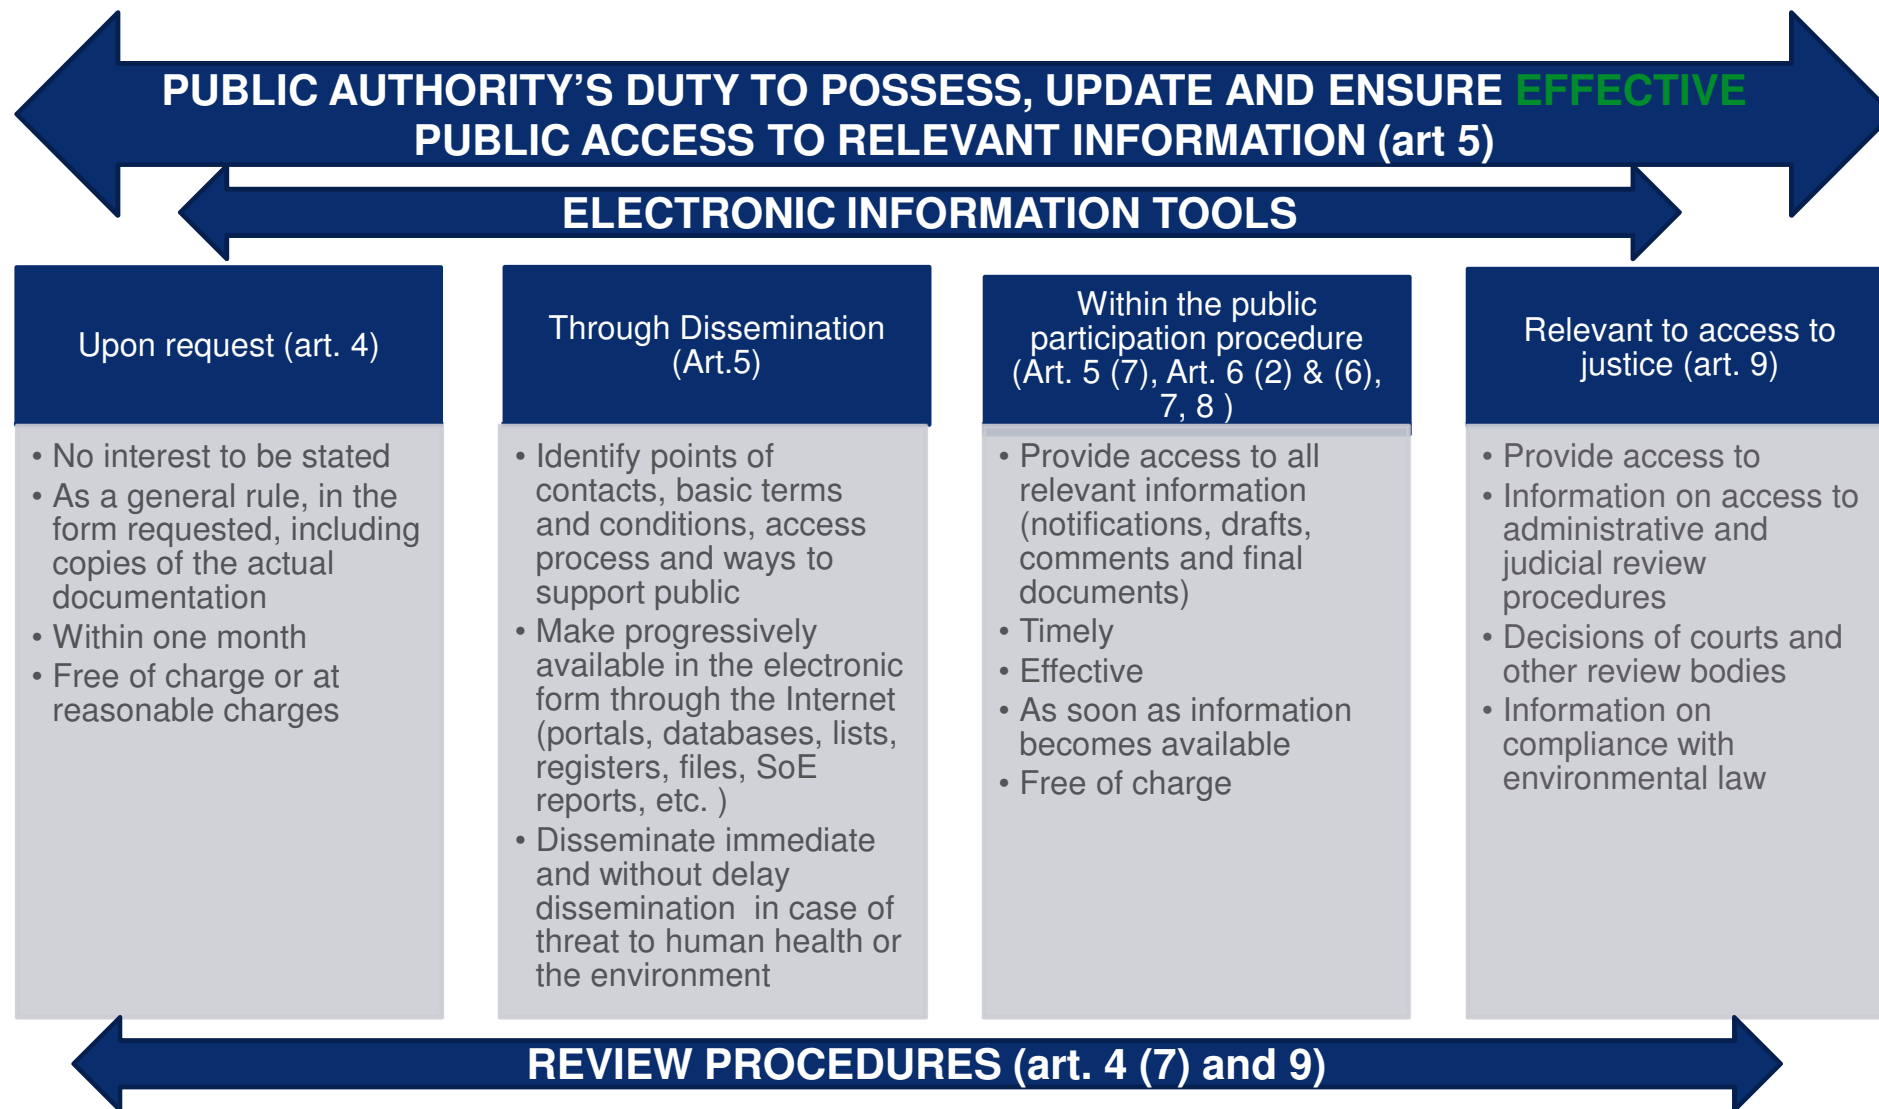 PUBLIC AUTHORITY’S DUTY TO POSSESS, UPDATE AND ENSURE EFFECTIVE
PUBLIC ACCESS TO RELEVANT INFORMATION (art 5)
ELECTRONIC INFORMATION TOOLS
Upon request (art. 4)
• No interest to be stated
• As a general rule, in the
form requested, including
copies of the actual
documentation
• Within one month
• Free of charge or at
reasonable charges
Through Dissemination
(Art.5)
• Identify points of
contacts, basic terms
and conditions, access
process and ways to
support public
• Make progressively
available in the electronic
form through the Internet
(portals, databases, lists,
registers, files, SoE
reports, etc. )
• Disseminate immediate
and without delay
dissemination  in case of
threat to human health or
the environment
Within the public
participation procedure
(Art. 5 (7), Art. 6 (2) & (6),
7, 8 )
• Provide access to all
relevant information
(notifications, drafts,
comments and final
documents)
• Timely
• Effective
• As soon as information
becomes available
• Free of charge
Relevant to access to
justice (art. 9)
• Provide access to
• Information on access to
administrative and
judicial review
procedures
• Decisions of courts and
other review bodies
• Information on
compliance with
environmental law
REVIEW PROCEDURES (art. 4 (7) and 9)